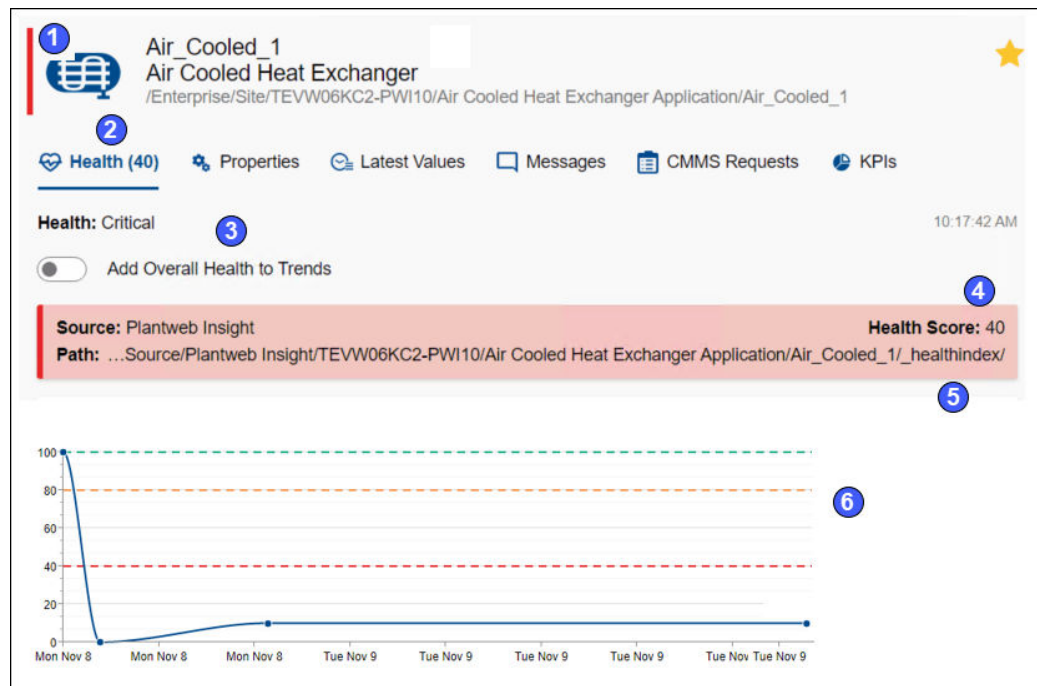 1
Air_Cooled_1
Air Cooled Heat Exchanger
/Enterprise/Site/TEVW06KC2-PWI10/Air Cooled Heat Exchanger Application/Air_Cooled_1
2
Health (40) Properties Latest Values Messages CMMS Requests KPIs
Health: Critical 10:17:42 AM
3
Add Overall Health to Trends
4
Source: Plantweb Insight Health Score: 40
Path: ...Source/Plantweb Insight/TEVW06KC2-PWI10/Air Cooled Heat Exchanger Application/Air_Cooled_1/_healthindex/
5
100
80
6
60
40
20
0
Mon Nov 8 Mon Nov 8 Mon Nov 8 Tue Nov 9 Tue Nov 9 Tue Nov 9 Tue Nov 9 Tue Nov Tue Nov 9